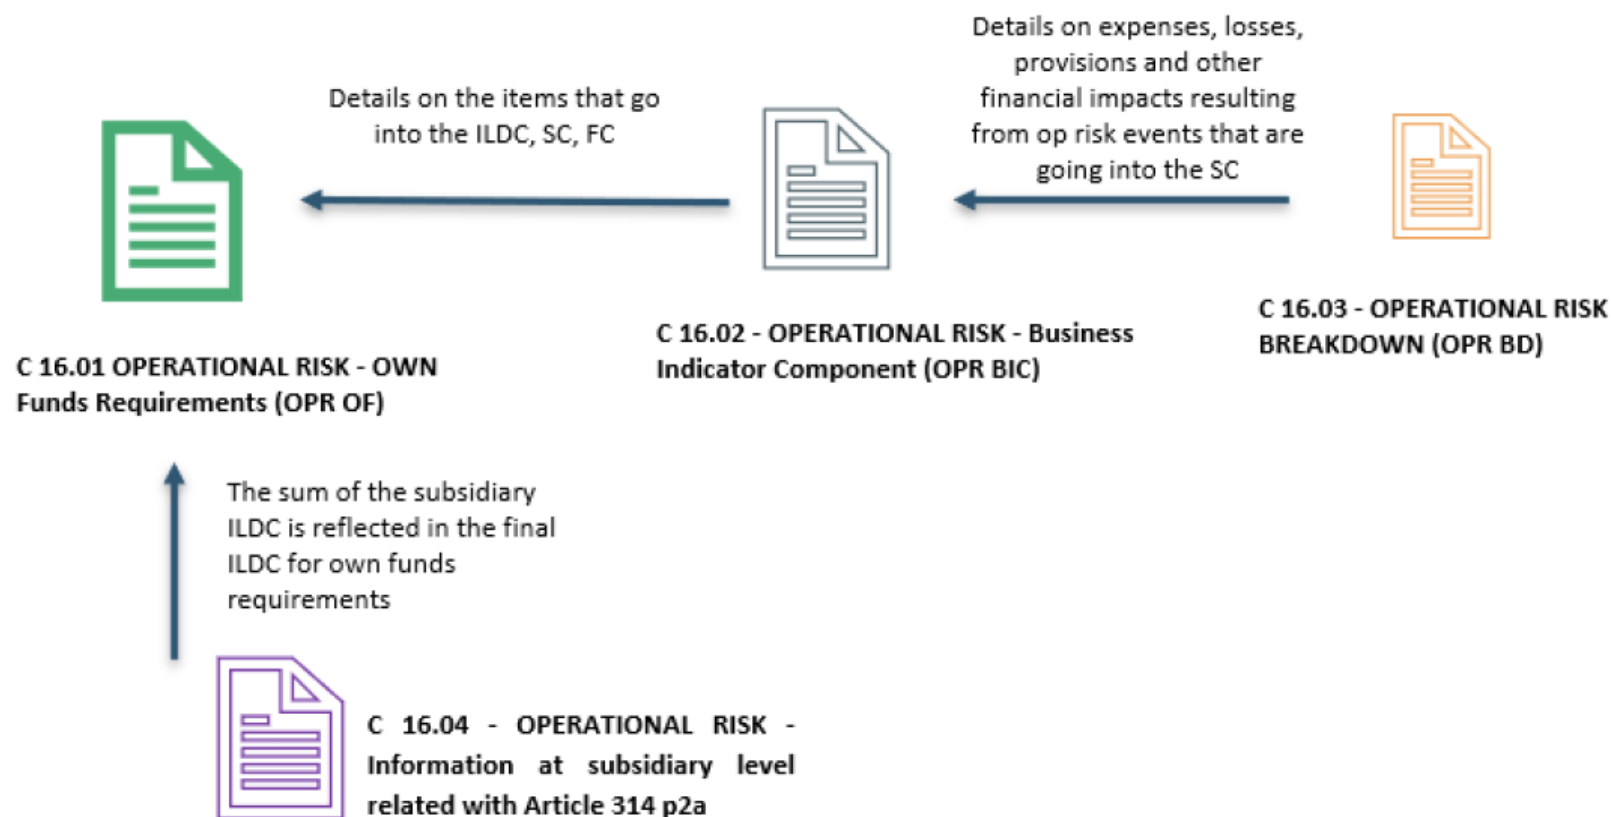 Details on expenses, losses,
provisions and other
financial impacts resulting
from op risk events that are
going into the SC
Details on the items that go
into the ILDC, SC, FC
C 16.03 - OPERATIONAL RISK
BREAKDOWN (OPR BD)
C 16.02 - OPERATIONAL RISK - Business
Indicator Component (OPR BIC)
C 16.01 OPERATIONAL RISK - OWN
Funds Requirements (OPR OF)
The sum of the subsidiary
ILDC is reflected in the final
ILDC for own funds
requirements
C 16.04 - OPERATIONAL RISK -
Information at subsidiary level
related with Article 314 p2a